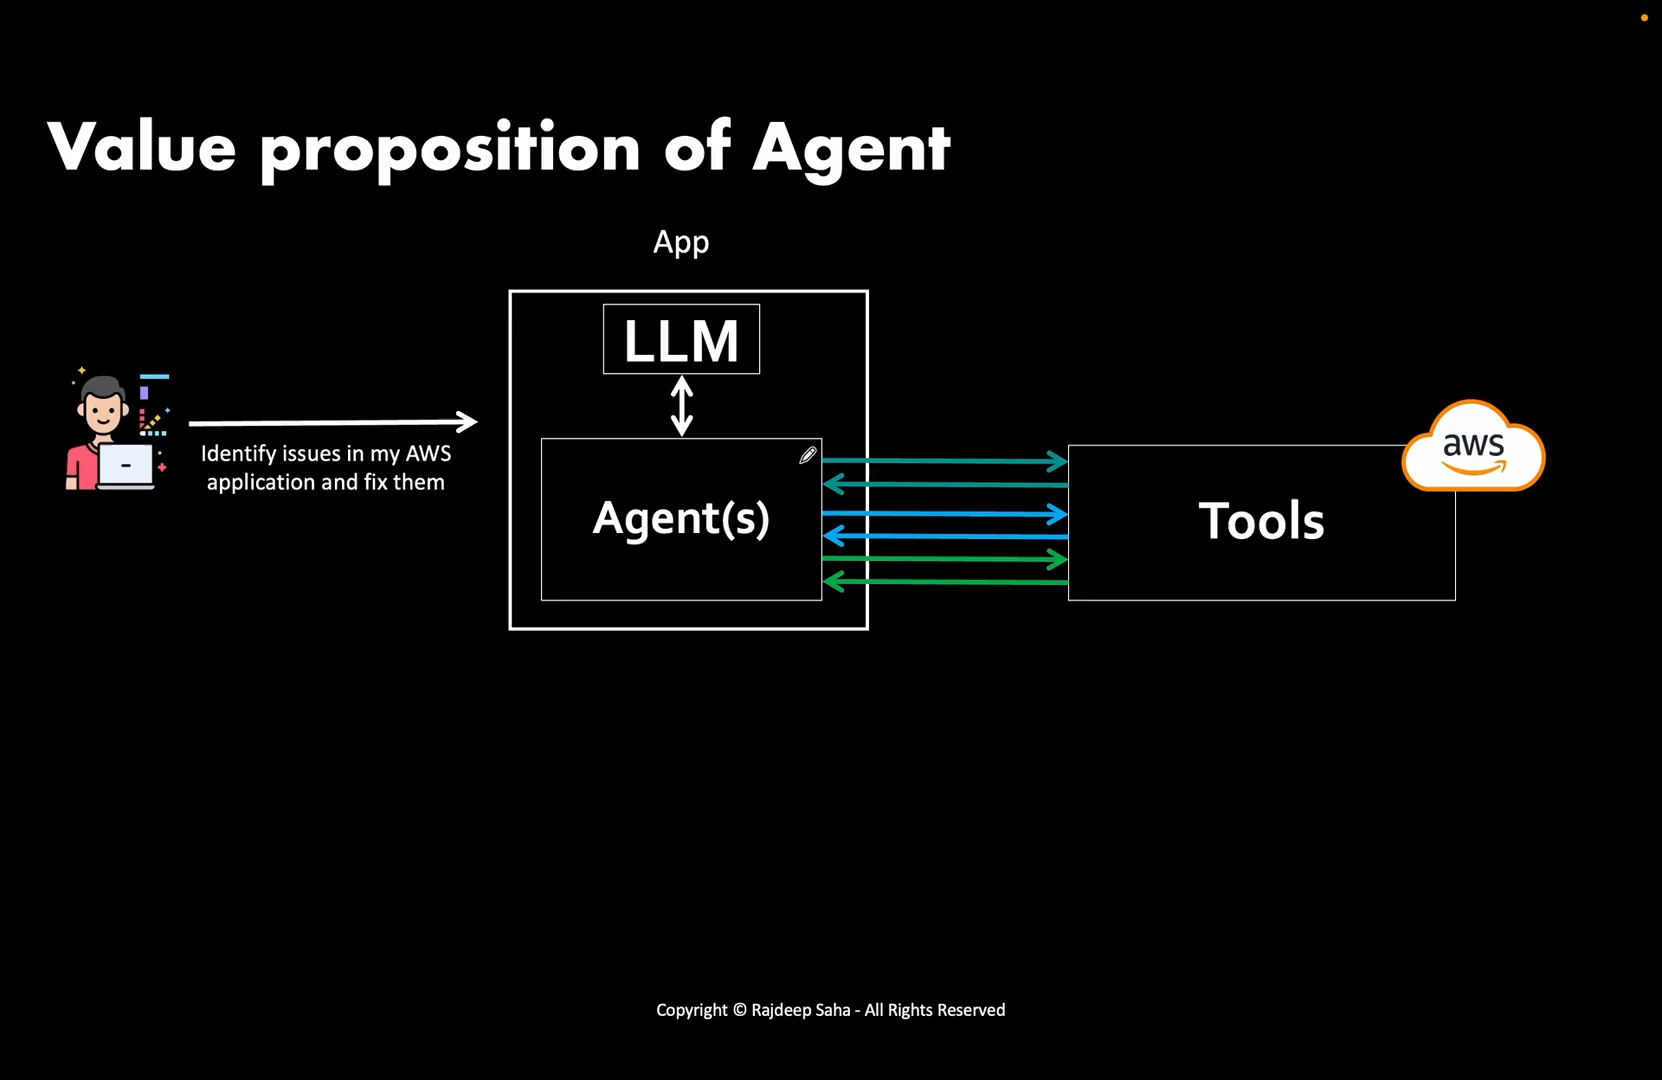 Value proposition of Agent
App
LLM
Identify issues in my AWS
application and fix them
Agent(s)
Tools
aws
Copyright © Rajdeep Saha - All Rights Reserved